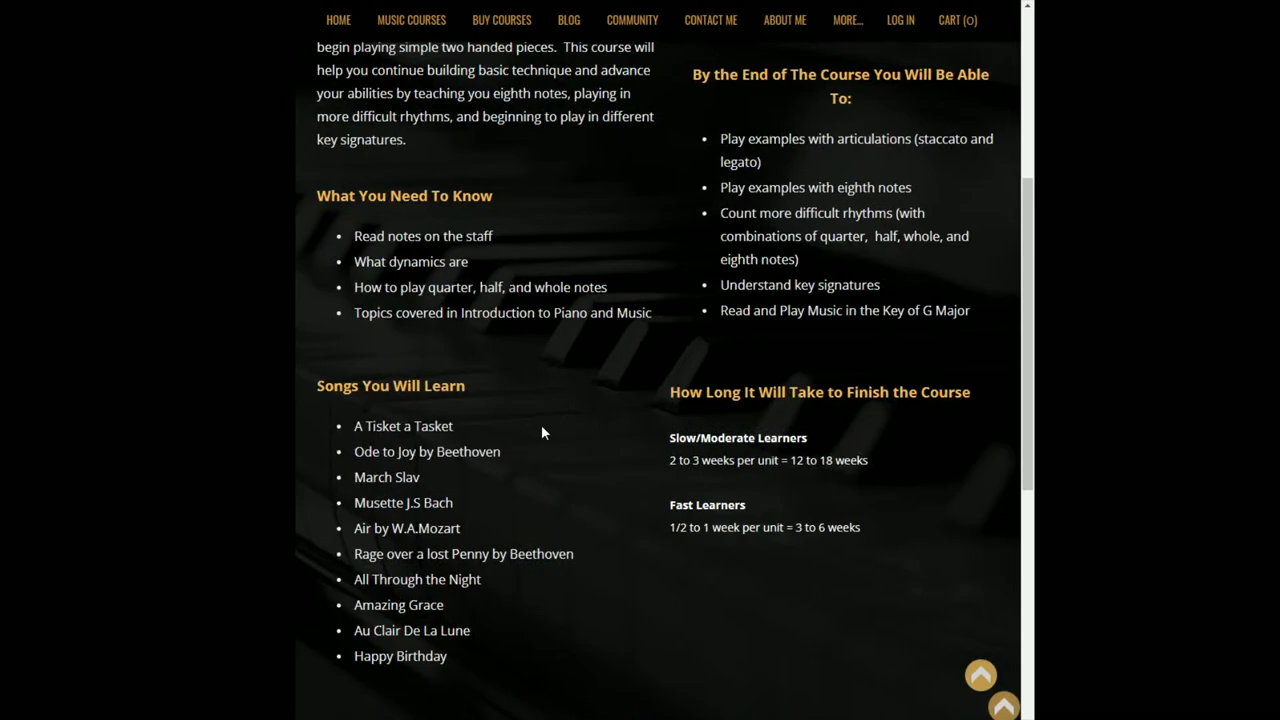 HOME MUSIC COURSES BUY COURSES BLOG COMMUNITY CONTACT ME ABOUT ME MORE... LOG IN CART (0)
begin playing simple two handed pieces. This course will
help you continue building basic technique and advance
your abilities by teaching you eighth notes, playing in
more difficult rhythms, and beginning to play in different
key signatures.
What You Need To Know
• Read notes on the staff
• What dynamics are
• How to play quarter, half, and whole notes
• Topics covered in Introduction to Piano and Music
Songs You Will Learn
• A Tisket a Tasket
• Ode to Joy by Beethoven
• March Slav
• Musette J.S Bach
• Air by W.A.Mozart
• Rage over a lost Penny by Beethoven
• All Through the Night
• Amazing Grace
• Au Clair De La Lune
• Happy Birthday
By the End of The Course You Will Be Able
To:
• Play examples with articulations (staccato and
legato)
• Play examples with eighth notes
• Count more difficult rhythms (with
combinations of quarter, half, whole, and
eighth notes)
• Understand key signatures
• Read and Play Music in the Key of G Major
How Long It Will Take to Finish the Course
Slow/Moderate Learners
2 to 3 weeks per unit = 12 to 18 weeks
Fast Learners
1/2 to 1 week per unit = 3 to 6 weeks